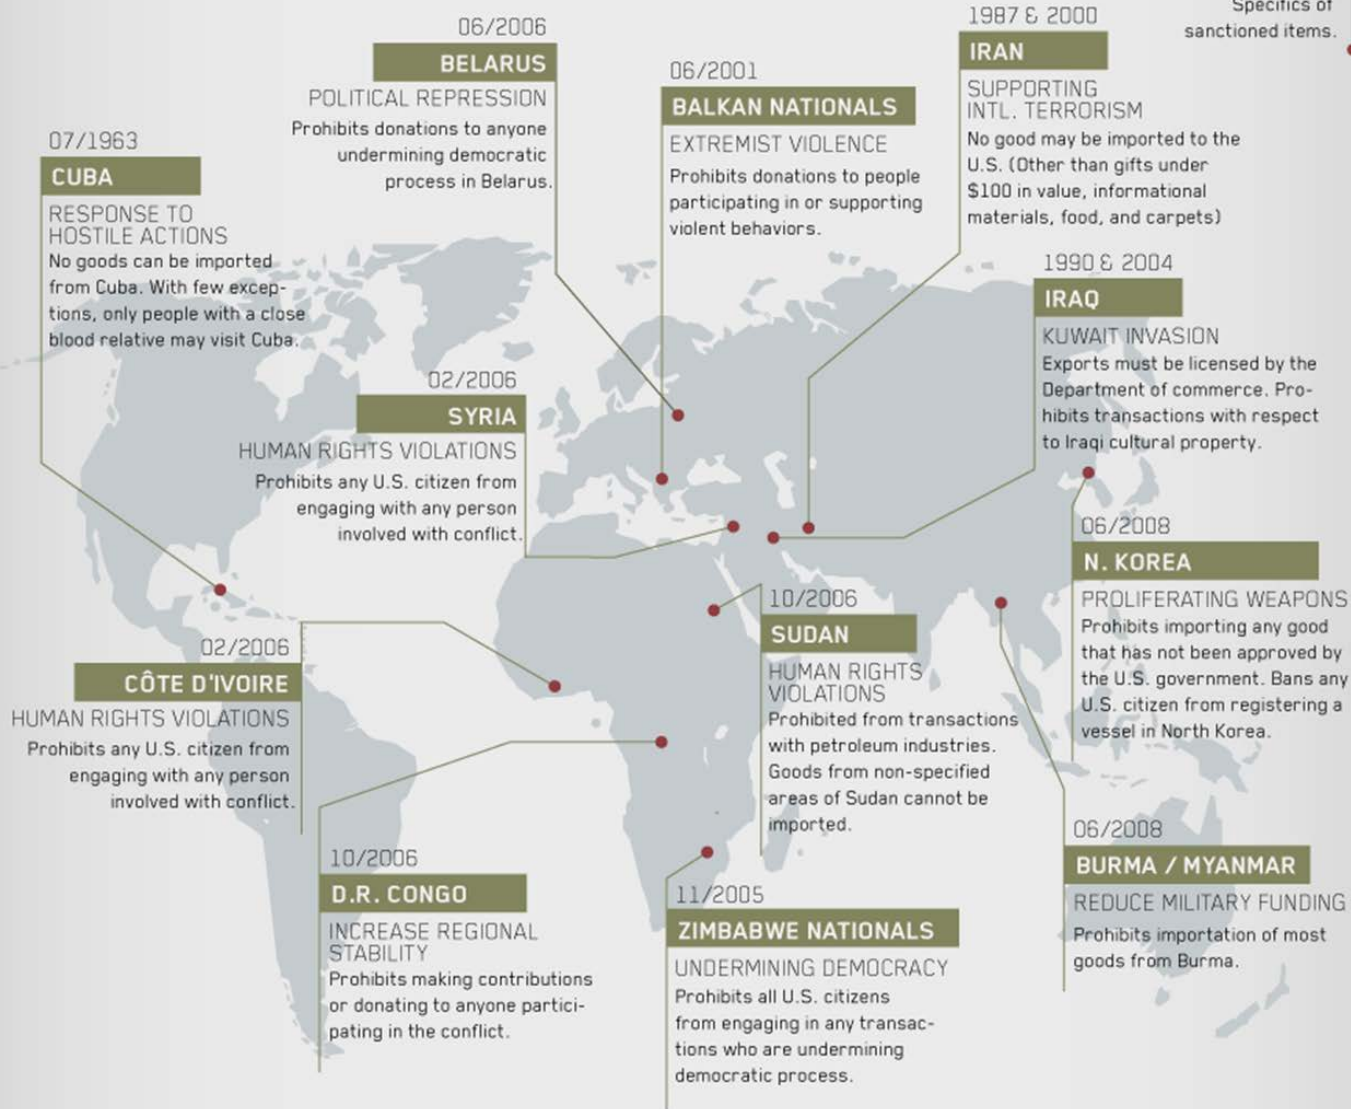 Specifics of
sanctioned items.
06/2006
BELARUS
POLITICAL REPRESSION
Prohibits donations to anyone
undermining democratic
process in Belarus.
06/2001
BALKAN NATIONALS
EXTREMIST VIOLENCE
Prohibits donations to people
participating in or supporting
violent behaviors.
1987 & 2000
IRAN
SUPPORTING
INTL. TERRORISM
No good may be imported to the
U.S. (Other than gifts under
$100 in value, informational
materials, food, and carpets)
07/1963
CUBA
RESPONSE TO
HOSTILE ACTIONS
No goods can be imported
from Cuba. With few excep-
tions, only people with a close
blood relative may visit Cuba.
1990 & 2004
IRAQ
KUWAIT INVASION
Exports must be licensed by the
Department of commerce. Pro-
hibits transactions with respect
to Iraqi cultural property.
02/2006
SYRIA
HUMAN RIGHTS VIOLATIONS
Prohibits any U.S. citizen from
engaging with any person
involved with conflict.
06/2008
N. KOREA
PROLIFERATING WEAPONS
Prohibits importing any good
that has not been approved by
the U.S. government. Bans any
U.S. citizen from registering a
vessel in North Korea.
10/2006
SUDAN
HUMAN RIGHTS
VIOLATIONS
Prohibited from transactions
with petroleum industries.
Goods from non-specified
areas of Sudan cannot be
imported.
02/2006
CÔTE D'IVOIRE
HUMAN RIGHTS VIOLATIONS
Prohibits any U.S. citizen from
engaging with any person
involved with conflict.
10/2006
D.R. CONGO
INCREASE REGIONAL
STABILITY
Prohibits making contributions
or donating to anyone partici-
pating in the conflict.
11/2005
ZIMBABWE NATIONALS
UNDERMINING DEMOCRACY
Prohibits all U.S. citizens
from engaging in any transac-
tions who are undermining
democratic process.
06/2008
BURMA / MYANMAR
REDUCE MILITARY FUNDING
Prohibits importation of most
goods from Burma.